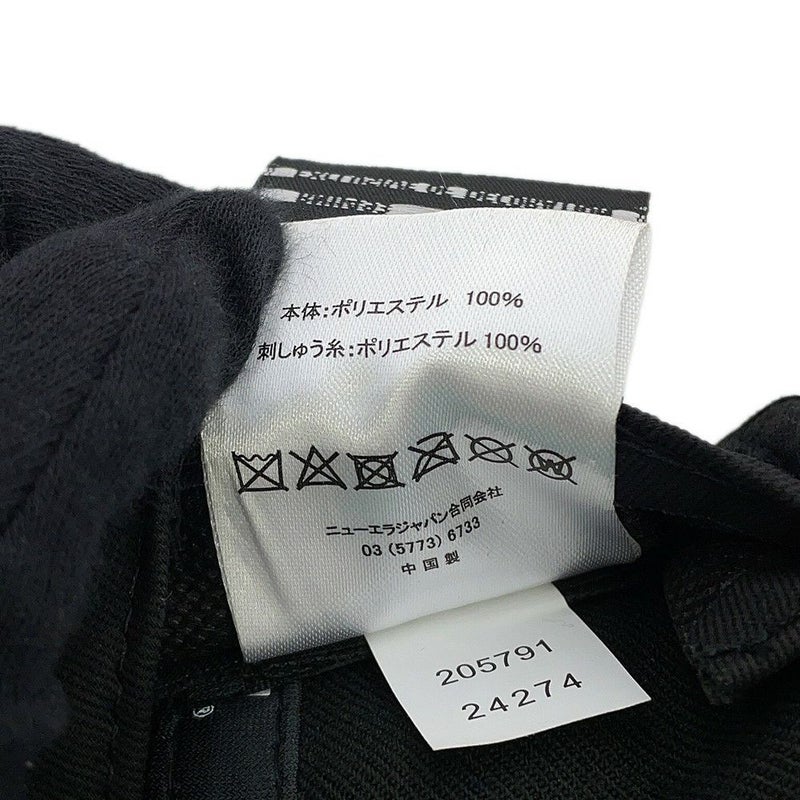 本体:ポリエステル 100%
刺しゅう糸:ポリエステル 100%
ニューエラジャパン合同会社
03 (5773) 6733
中国製
205791
24274